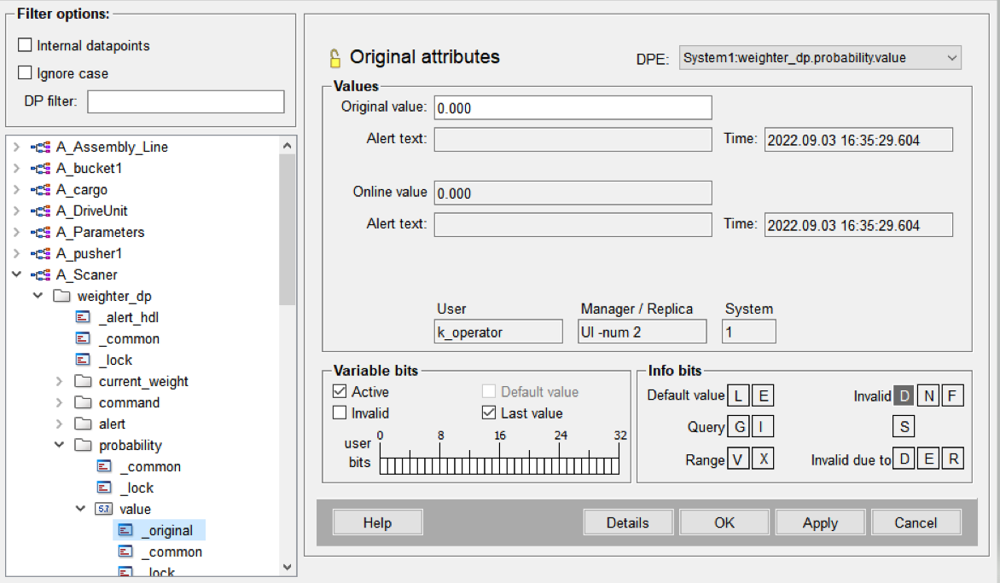 Filter options:
Internal datapoints
Ignore case
DP filter:
A_Assembly_Line
A_bucket1
A_cargo
A_DriveUnit
A_Parameters
A_pusher1
A_Scaner
weighter_dp
_alert_hdl
_common
_lock
current_weight
command
alert
probability
_common
_lock
5.7 value
_original
_common
_lock
Original attributes
DPE: System1:weighter_dp.probability.value
Values
Original value: 0.000
Alert text: Time: 2022.09.03 16:35:29.604
Online value 0.000
Alert text: Time: 2022.09.03 16:35:29.604
User Manager / Replica System
k_operator UI -num 2 1
Variable bits
Active Default value
Invalid Last value
0 8 16 24 32
user
bits
Info bits
Default value L E Invalid D N F
Query G I S
Range V X Invalid due to D E R
Help Details OK Apply Cancel